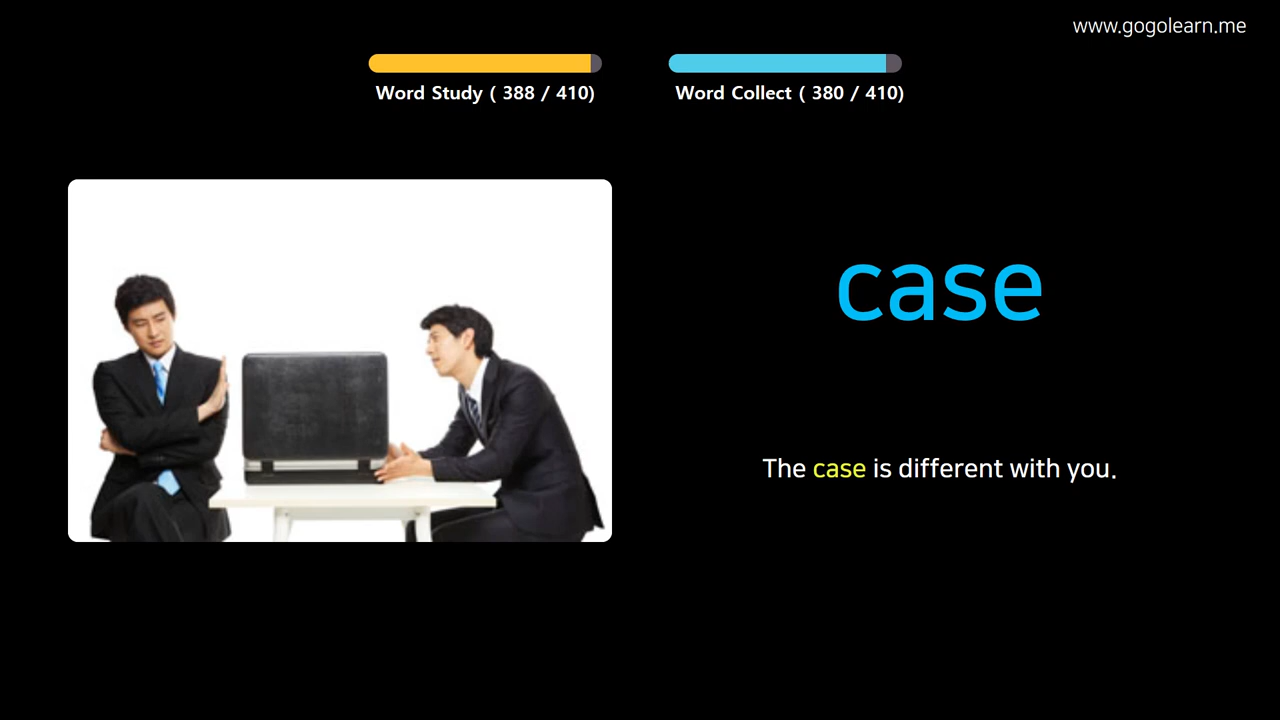 www.gogolearn.me
Word Study ( 388 / 410)
Word Collect ( 380 / 410)
case
The case is different with you.